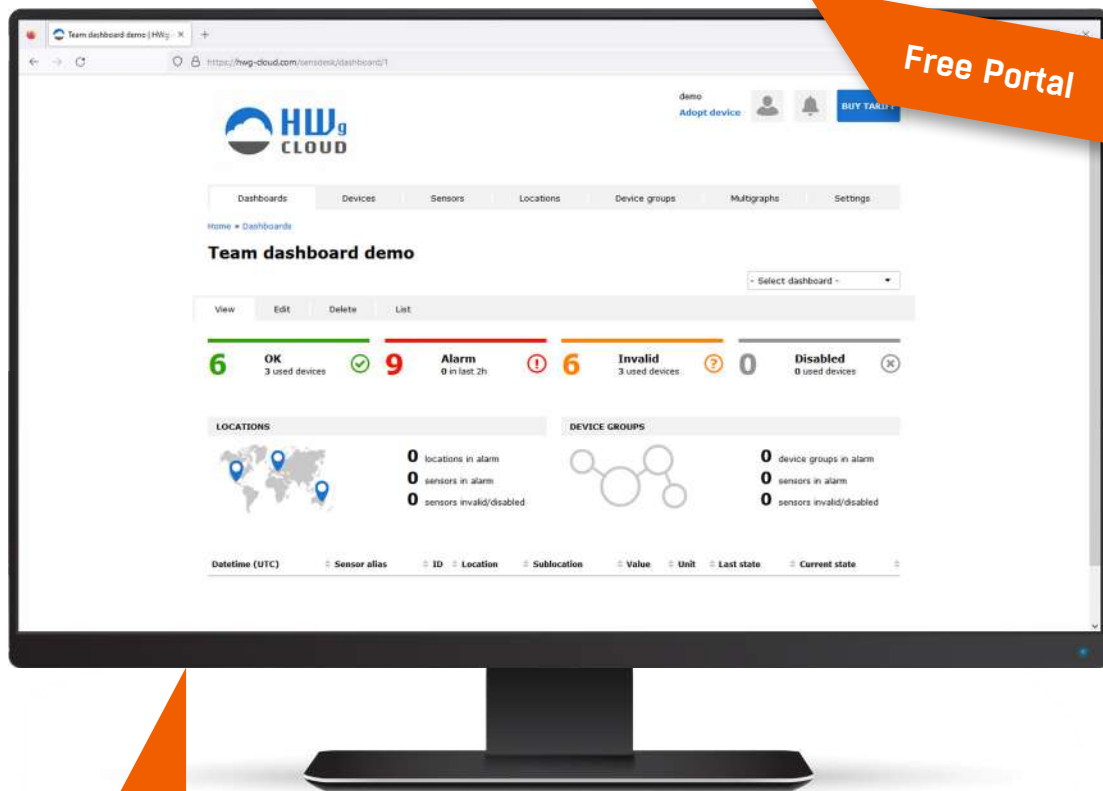 Team dashboard demo | HWg
Free Portal
https://hwg-cloud.com/sensdesk/dashboard/1
HWg
CLOUD
demo
Adopt device
BUY TARIFF
Dashboards Devices Sensors Locations Device groups Multigraphs Settings
Home » Dashboards
Team dashboard demo
- Select dashboard -
View Edit Delete List
6 OK 9 Alarm 6 Invalid 0 Disabled
3 used devices 0 in last 2h 3 used devices 0 used devices
LOCATIONS DEVICE GROUPS
0 locations in alarm 0 device groups in alarm
0 sensors in alarm 0 sensors in alarm
0 sensors invalid/disabled 0 sensors invalid/disabled
Datetime (UTC) Sensor alias ID Location Sublocation Value Unit Last state Current state